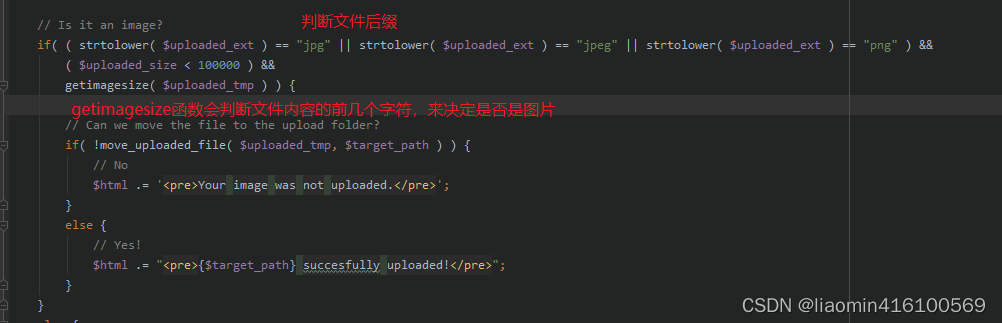 // Is it an image?
判断文件后缀
if( ( strtolower( $uploaded_ext ) == "jpg" || strtolower( $uploaded_ext ) == "jpeg" || strtolower( $uploaded_ext ) == "png" ) &&
( $uploaded_size < 100000 ) &&
getimagesize( $uploaded_tmp ) ) {
getimagesize函数会判断文件内容的前几个字符，来决定是否是图片
// Can we move the file to the upload folder?
if( !move_uploaded_file( $uploaded_tmp, $target_path ) ) {
// No
$html .= '<pre>Your image was not uploaded.</pre>';
}
else {
// Yes!
$html .= "<pre>{$target_path} succesfully uploaded!</pre>";
}
}
CSDN @liaomin416100569